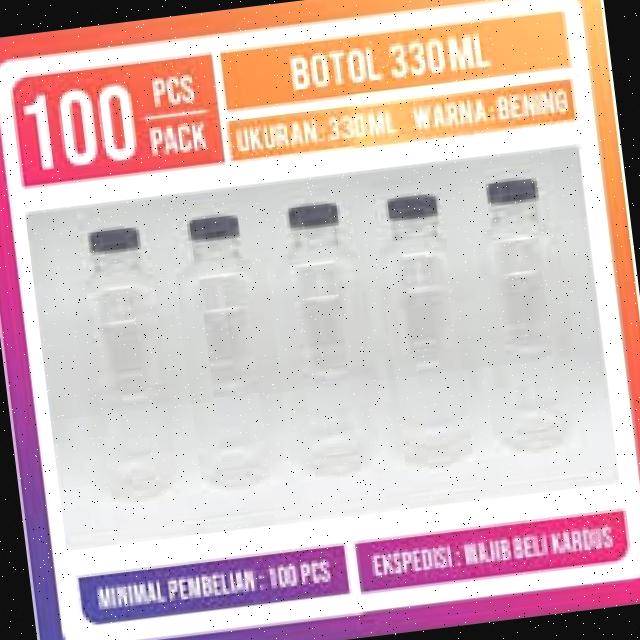 100 PCS
PACK
BOTOL 330 ML
UKURAN: 330 ML WARNA: BENING
MINIMAL PEMBELIAN : 100 PCS
EKSPEDISI : WAJIB BELI KARDUS